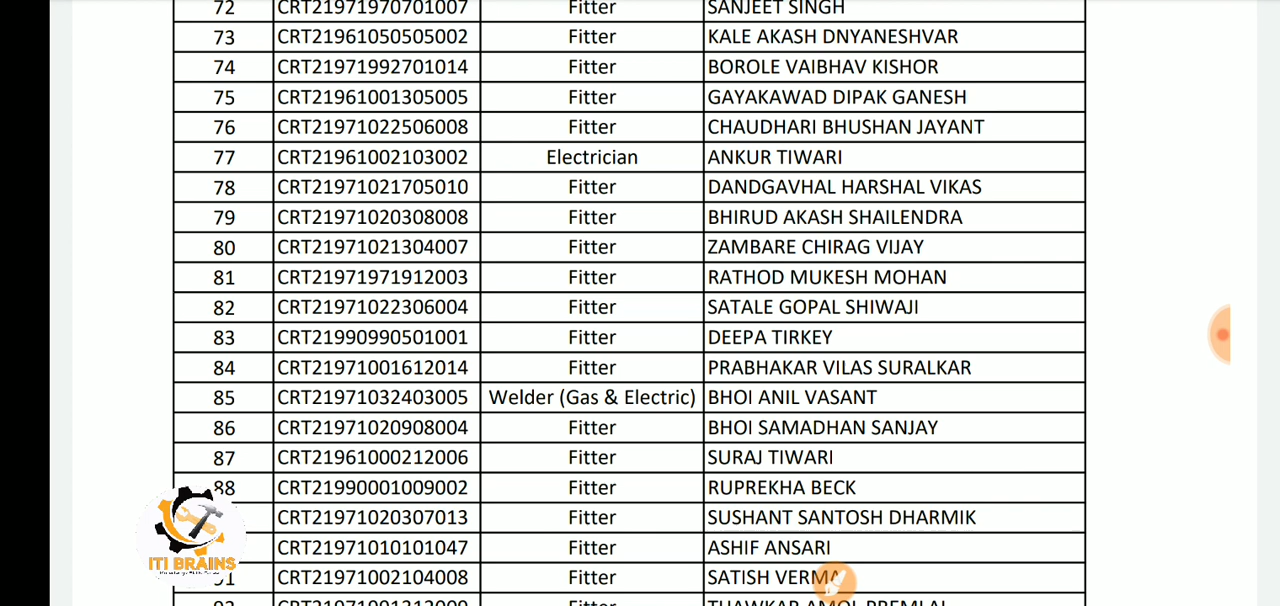 72 CRT21971970701007 Fitter SANJEET SINGH
73 CRT21961050505002 Fitter KALE AKASH DNYANESHVAR
74 CRT21971992701014 Fitter BOROLE VAIBHAV KISHOR
75 CRT21961001305005 Fitter GAYAKAWAD DIPAK GANESH
76 CRT21971022506008 Fitter CHAUDHARI BHUSHAN JAYANT
77 CRT21961002103002 Electrician ANKUR TIWARI
78 CRT21971021705010 Fitter DANDGAVHAL HARSHAL VIKAS
79 CRT21971020308008 Fitter BHIRUD AKASH SHAILENDRA
80 CRT21971021304007 Fitter ZAMBARE CHIRAG VIJAY
81 CRT21971971912003 Fitter RATHOD MUKESH MOHAN
82 CRT21971022306004 Fitter SATALE GOPAL SHIWAJI
83 CRT21990990501001 Fitter DEEPA TIRKEY
84 CRT21971001612014 Fitter PRABHAKAR VILAS SURALKAR
85 CRT21971032403005 Welder (Gas & Electric) BHOI ANIL VASANT
86 CRT21971020908004 Fitter BHOI SAMADHAN SANJAY
87 CRT21961000212006 Fitter SURAJ TIWARI
88 CRT21990001009002 Fitter RUPREKHA BECK
CRT21971020307013 Fitter SUSHANT SANTOSH DHARMIK
CRT21971010101047 Fitter ASHIF ANSARI
91 CRT21971002104008 Fitter SATISH VERMA
Fitter
ITI BRAINS